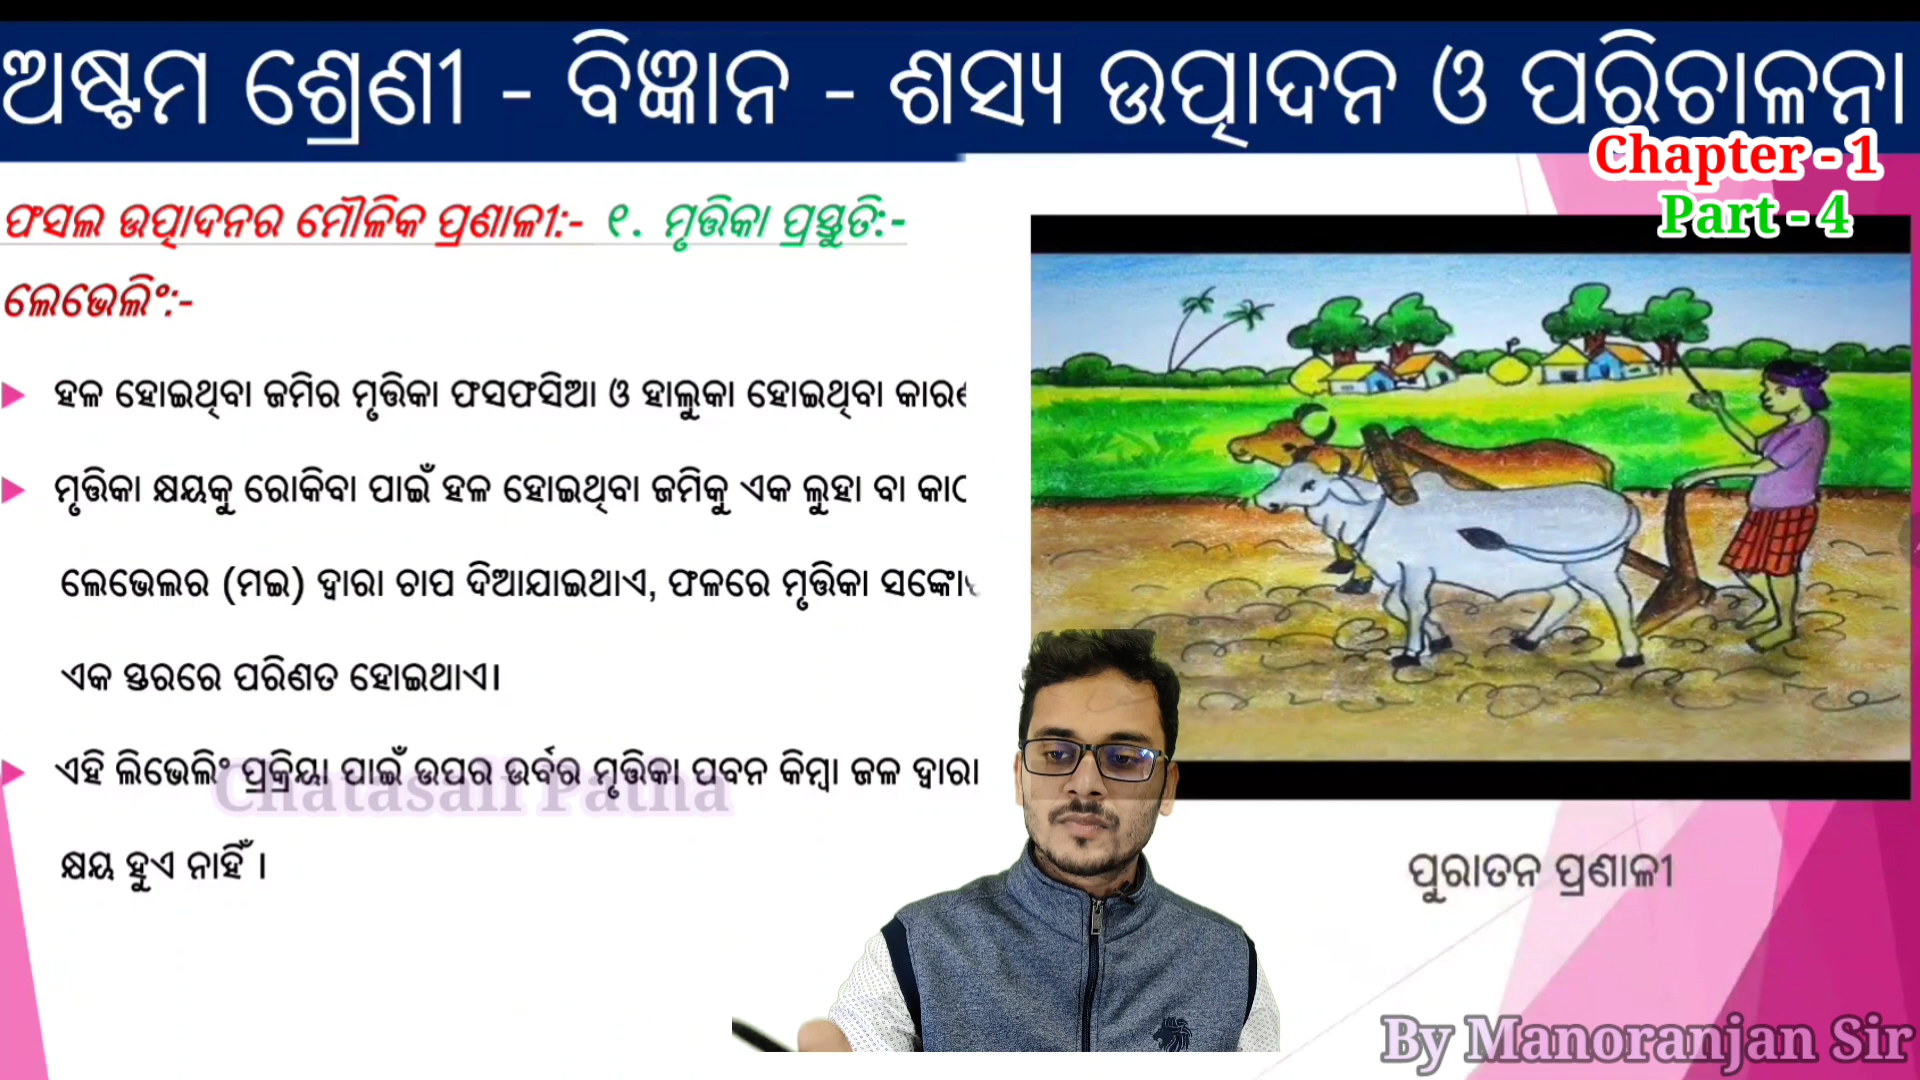 ଅଷ୍ଟମ ଶ୍ରେଣୀ - ବିଜ୍ଞାନ - ଶସ୍ୟ ଉତ୍ପାଦନ ଓ ପରିଚାଳନା
Chapter - 1
Part - 4
ଫସଲ ଉତ୍ପାଦନର ମୌଳିକ ପ୍ରଣାଳୀ:- ୧. ମୃତ୍ତିକା ପ୍ରସ୍ତୁତି:-
ଲେଭେଲିଂ:-
ହଳ ହୋଇଥିବା ଜମିର ମୃତ୍ତିକା ଫସଫସିଆ ଓ ହାଲୁକା ହୋଇଥିବା
ମୃତ୍ତିକା କ୍ଷୟକୁ ରୋକିବା ପାଇଁ ହଳ ହୋଇଥିବା ଜମିକୁ ଏକ ଲୁହା ବା
ଲେଭେଲର (ମଇ) ଦ୍ୱାରା ଚାପ ଦିଆଯାଇଥାଏ, ଫଳରେ ମୃତ୍ତିକା
ଏକ ସ୍ତରରେ ପରିଣତ ହୋଇଥାଏ।
ଏହି ଲିଭେଲିଂ ପ୍ରକ୍ରିୟା ପାଇଁ ଉପର ଉର୍ବର ମୃତ୍ତିକା ପବନ କିମ୍ବା ଜଳ ଦ୍ୱାରା
କ୍ଷୟ ହୁଏ ନାହିଁ ।
Chatasali Patha
ପୁରାତନ ପ୍ରଣାଳୀ
By Manoranjan Sir